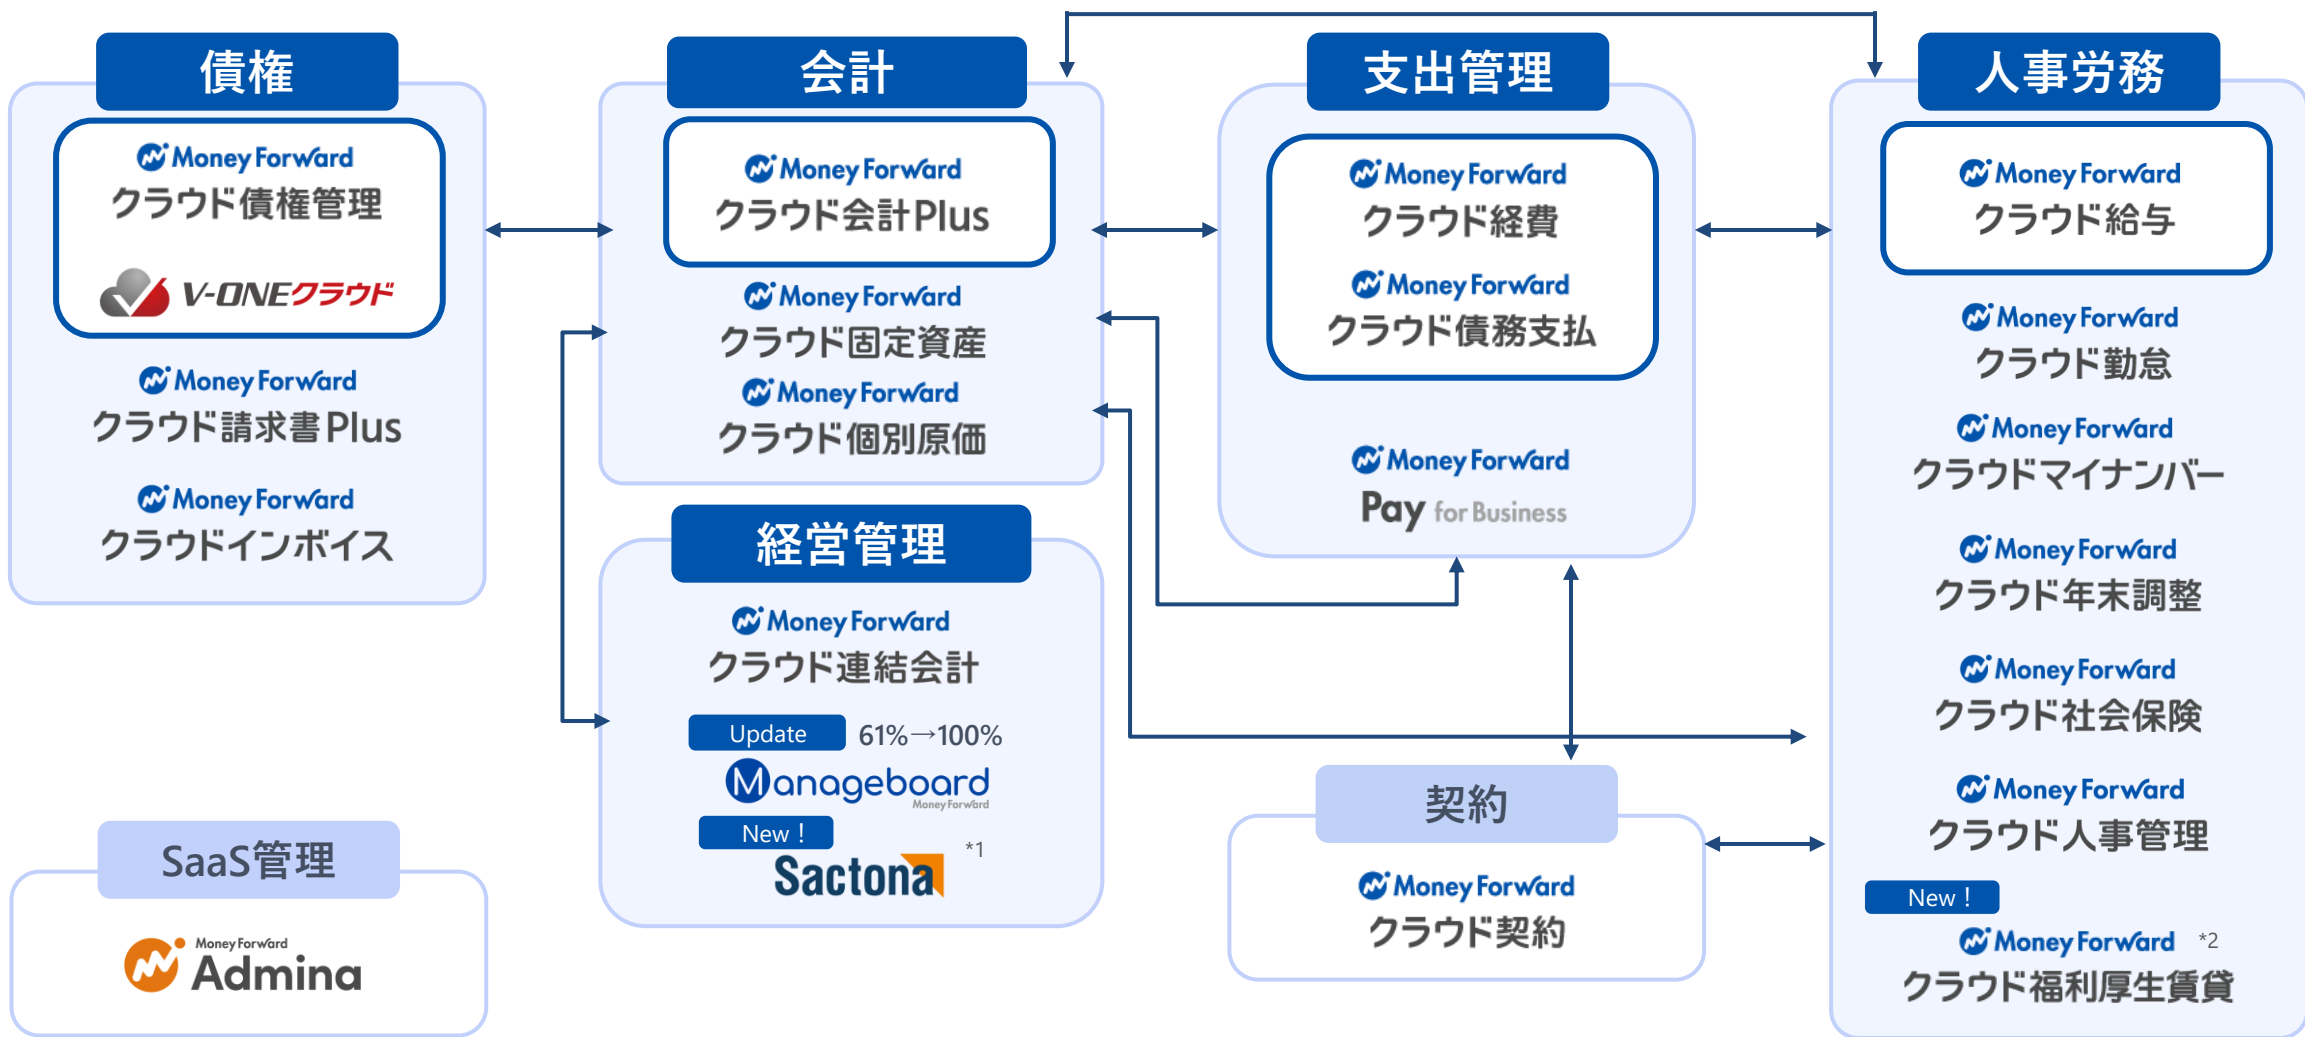 債権
Money Forward
クラウド債権管理
V-ONEクラウド
Money Forward
クラウド請求書Plus
Money Forward
クラウドインボイス
SaaS管理
Money Forward
Admina
会計
Money Forward
クラウド会計Plus
Money Forward
クラウド固定資産
Money Forward
クラウド個別原価
経営管理
Money Forward
クラウド連結会計
Update 61%→100%
Manageboard
Money Forward
New！
*1
Sactona
支出管理
Money Forward
クラウド経費
Money Forward
クラウド債務支払
Money Forward
Pay for Business
契約
Money Forward
クラウド契約
人事労務
Money Forward
クラウド給与
Money Forward
クラウド勤怠
Money Forward
クラウドマイナンバー
Money Forward
クラウド年末調整
Money Forward
クラウド社会保険
Money Forward
クラウド人事管理
New！
Money Forward *2
クラウド福利厚生賃貸